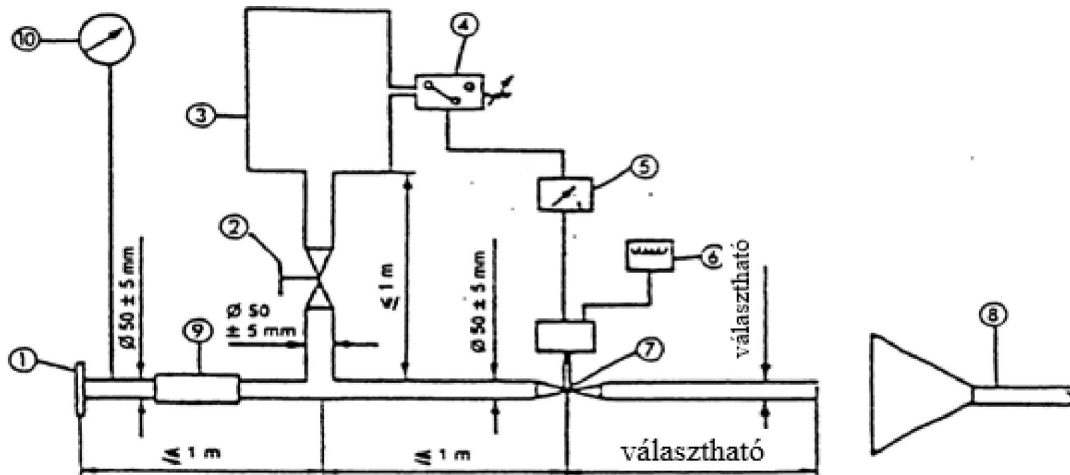 10
4
3
5
2
≤ 1 m
6
Ø 50 ± 5 mm
Ø 50
± 5 mm
Ø 50 ± 5 mm
választható
9
7
8
1
≤ 1 m
≤ 1 m
választható